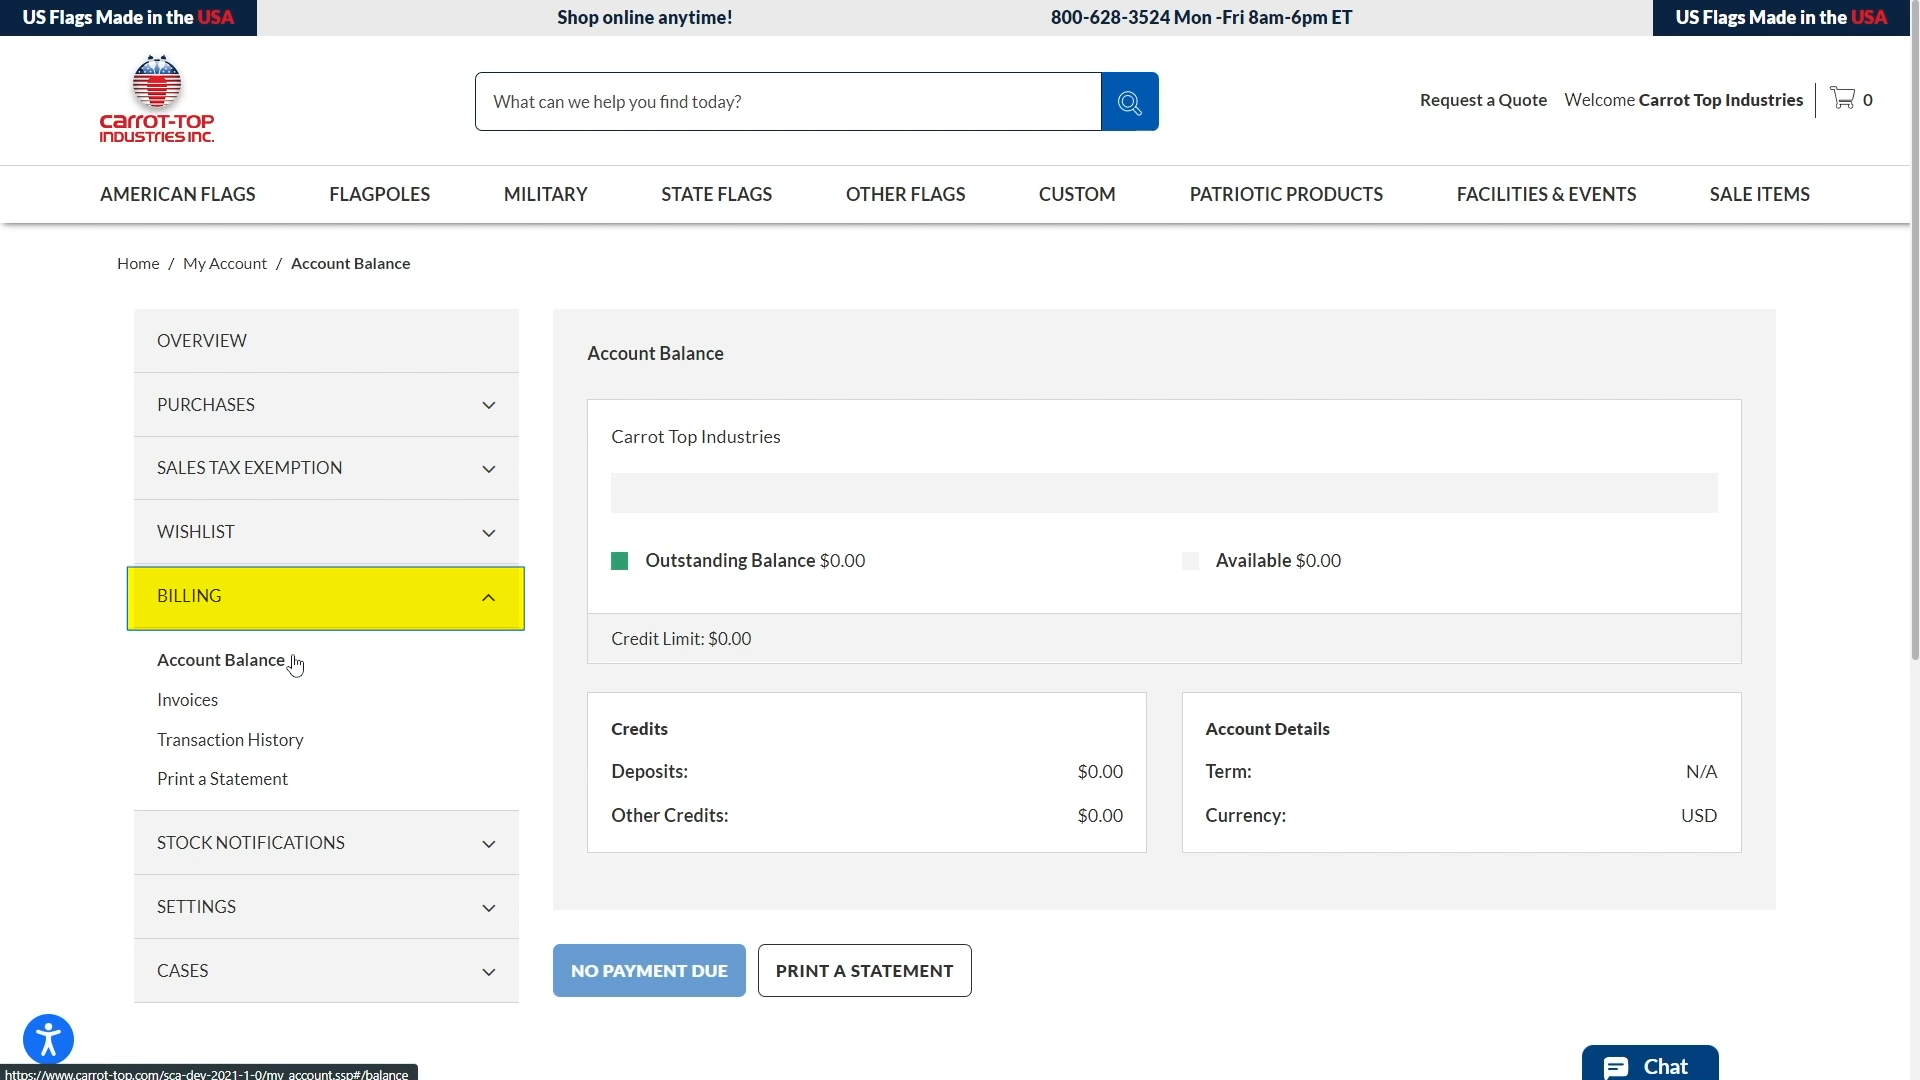 US Flags Made in the USA
Shop online anytime!
800-628-3524 Mon -Fri 8am-6pm ET
US Flags Made in the USA
CARROT-TOP
INDUSTRIES INC.
What can we help you find today?
Request a Quote
Welcome Carrot Top Industries
0
AMERICAN FLAGS
FLAGPOLES
MILITARY
STATE FLAGS
OTHER FLAGS
CUSTOM
PATRIOTIC PRODUCTS
FACILITIES & EVENTS
SALE ITEMS
Home / My Account / Account Balance
OVERVIEW
PURCHASES
SALES TAX EXEMPTION
WISHLIST
BILLING
Account Balance
Invoices
Transaction History
Print a Statement
STOCK NOTIFICATIONS
SETTINGS
CASES
Account Balance
Carrot Top Industries
Outstanding Balance $0.00
Available $0.00
Credit Limit: $0.00
Credits
Deposits: $0.00
Other Credits: $0.00
Account Details
Term: N/A
Currency: USD
NO PAYMENT DUE
PRINT A STATEMENT
Chat
https://www.carrot-top.com/sca-dev-2021-1-0/my_account.ssp#/balance